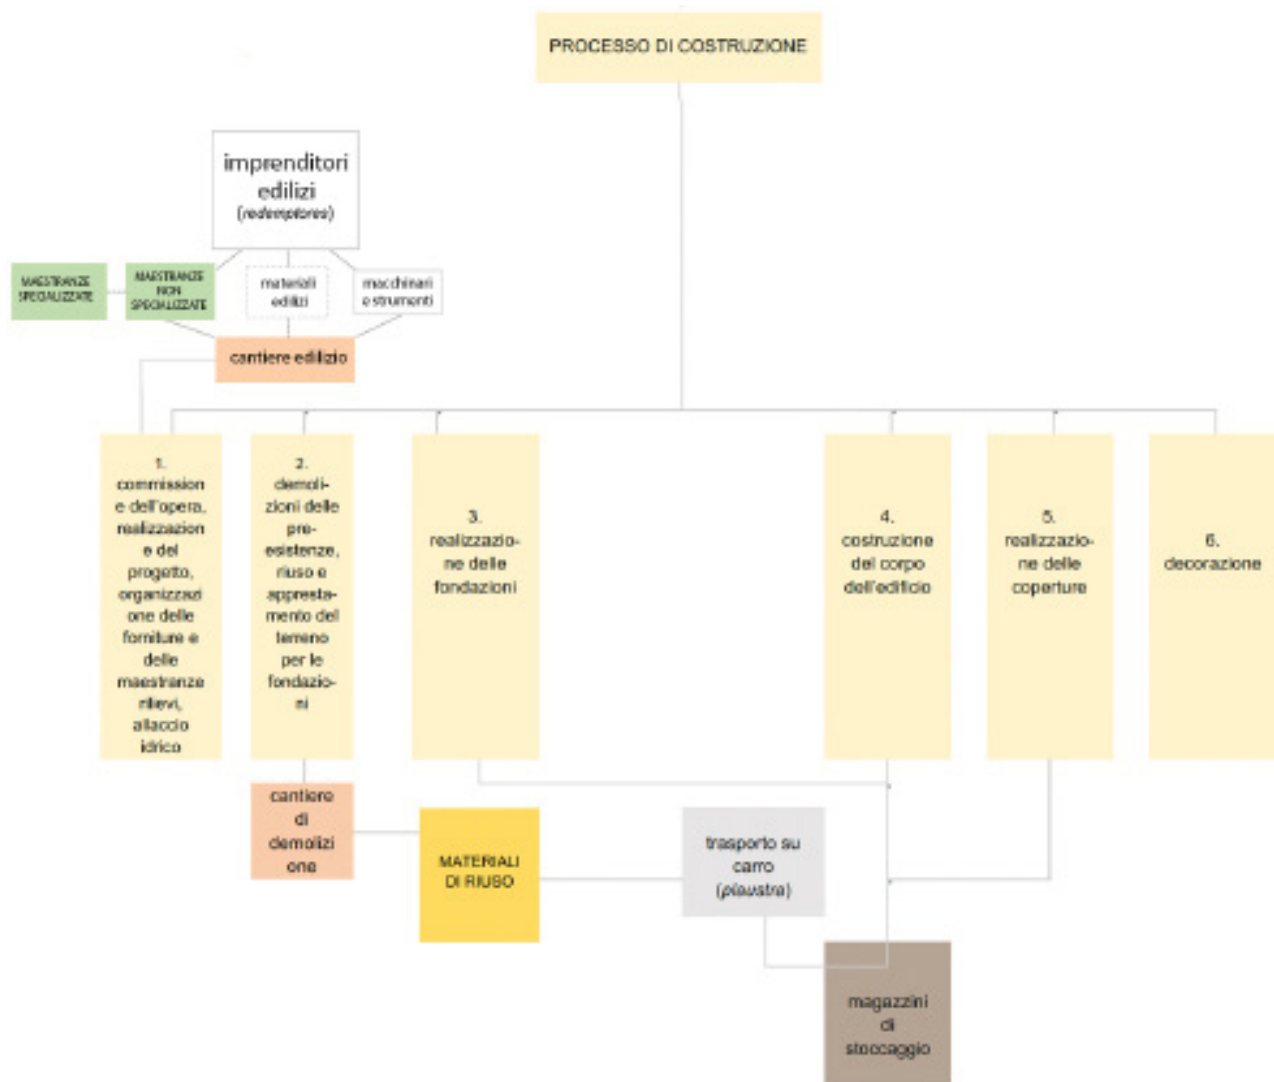 PROCESSO DI COSTRUZIONE
imprenditori
edilizi
(redemptores)
MAESTRANZE
SPECIALIZZATE
MAESTRANZE
NON
SPECIALIZZATE
materiali
edilizi
macchinari
e strumenti
cantiere edilizio
1.
commission
e dell'opera,
realizzazion
e del
progetto,
organizzazi
one delle
forniture e
delle
maestranze
rilievi,
allaccio
idrico
2.
demoli-
zioni delle
pre-
esistenze,
riuso e
appresta-
mento del
terreno
per le
fondazio-
ni
3.
realizzazio-
ne delle
fondazioni
4.
costruzione
del corpo
dell'edificio
5.
realizzazio-
ne delle
coperture
6.
decorazione
cantiere
di
demolizi
one
MATERIALI
DI RIUSO
trasporto su
carro
(plaustra)
magazzini
di
stoccaggio